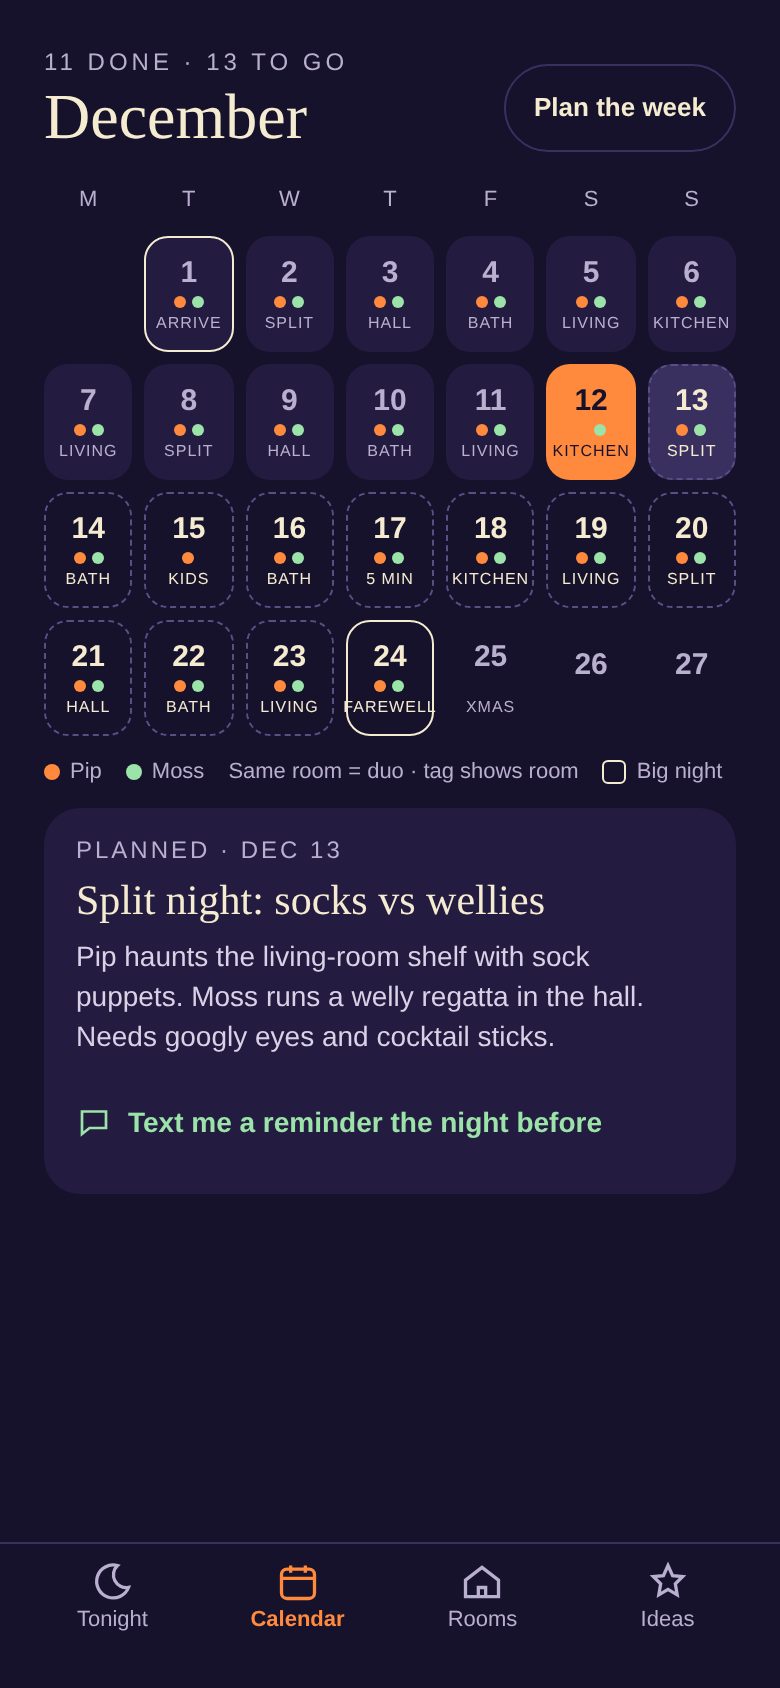 11 DONE · 13 TO GO
December
Plan the week
M T W T F S S
1 2 3 4 5 6
ARRIVE SPLIT HALL BATH LIVING KITCHEN
7 8 9 10 11 12 13
LIVING SPLIT HALL BATH LIVING KITCHEN SPLIT
14 15 16 17 18 19 20
BATH KIDS BATH 5 MIN KITCHEN LIVING SPLIT
21 22 23 24 25 26 27
HALL BATH LIVING FAREWELL XMAS
Pip Moss Same room = duo · tag shows room Big night
PLANNED · DEC 13
Split night: socks vs wellies
Pip haunts the living-room shelf with sock
puppets. Moss runs a welly regatta in the hall.
Needs googly eyes and cocktail sticks.
Text me a reminder the night before
Tonight Calendar Rooms Ideas